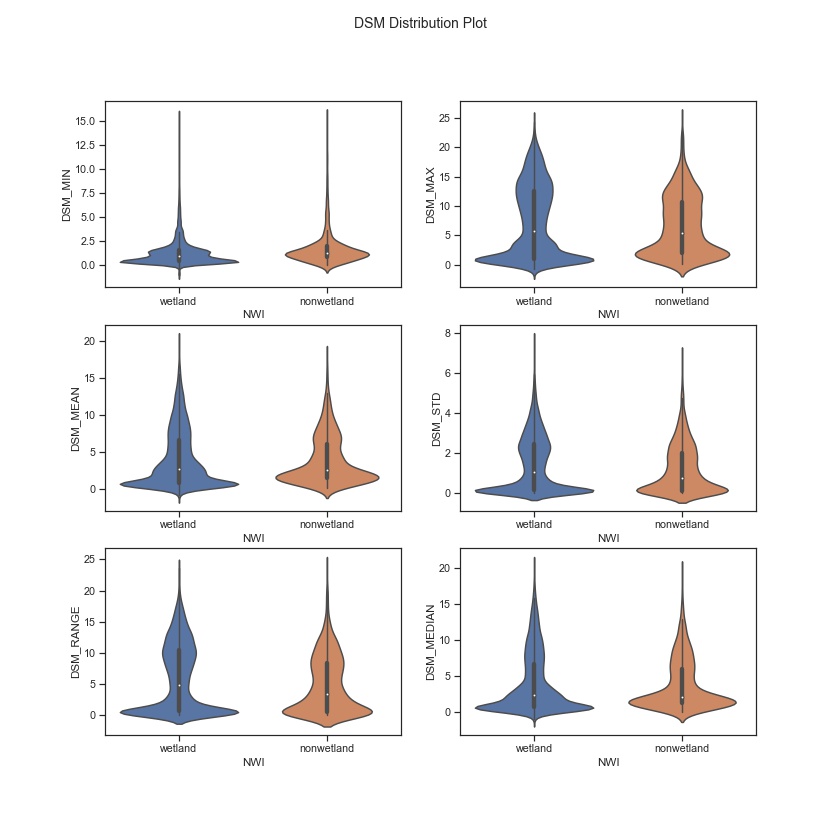 DSM Distribution Plot
DSM_MIN
15.0
12.5
10.0
7.5
5.0
2.5
0.0
wetland nonwetland
NWI
DSM_MAX
25
20
15
10
5
0
wetland nonwetland
NWI
DSM_MEAN
20
15
10
5
0
wetland nonwetland
NWI
DSM_STD
8
6
4
2
0
wetland nonwetland
NWI
DSM_RANGE
25
20
15
10
5
0
wetland nonwetland
NWI
DSM_MEDIAN
20
15
10
5
0
wetland nonwetland
NWI